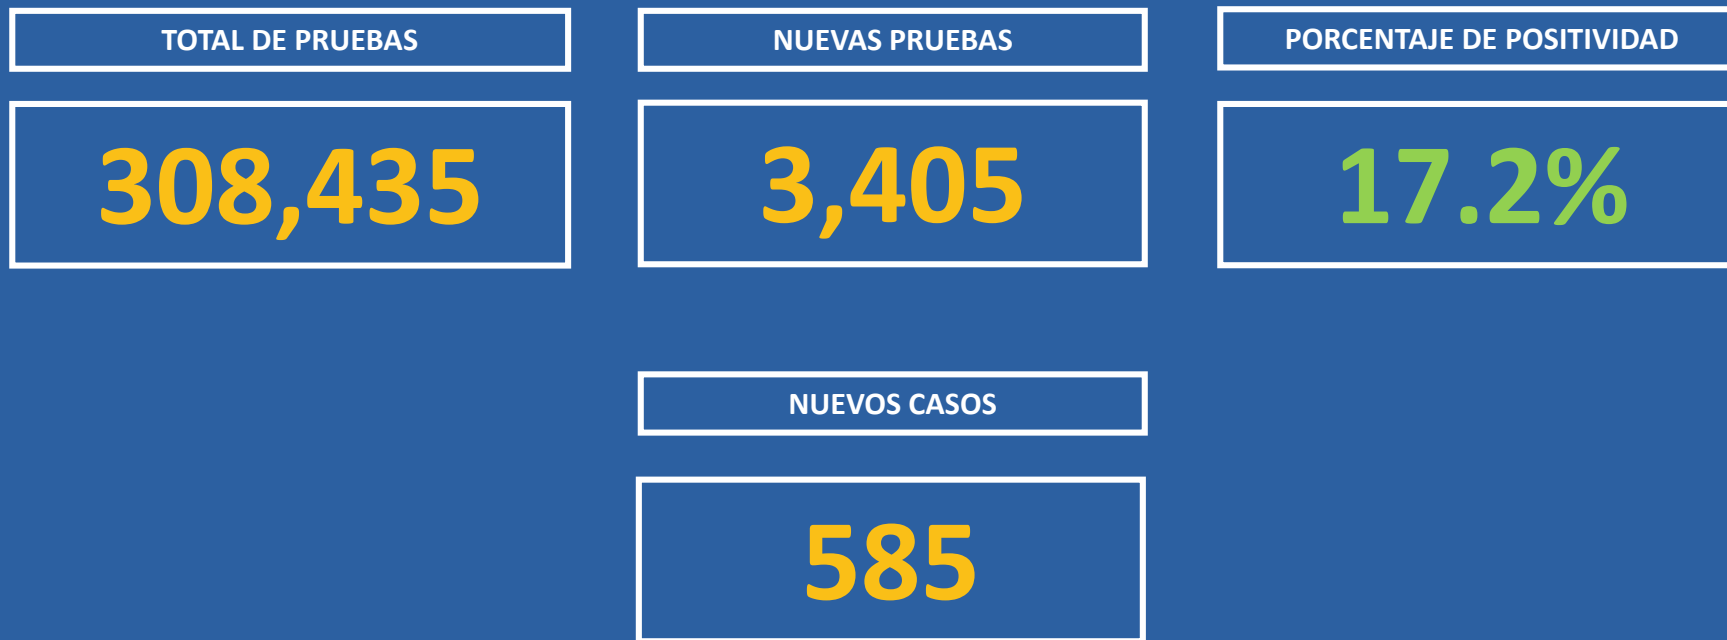 TOTAL DE PRUEBAS
308,435
NUEVAS PRUEBAS
3,405
PORCENTAJE DE POSITIVIDAD
17.2%
NUEVOS CASOS
585